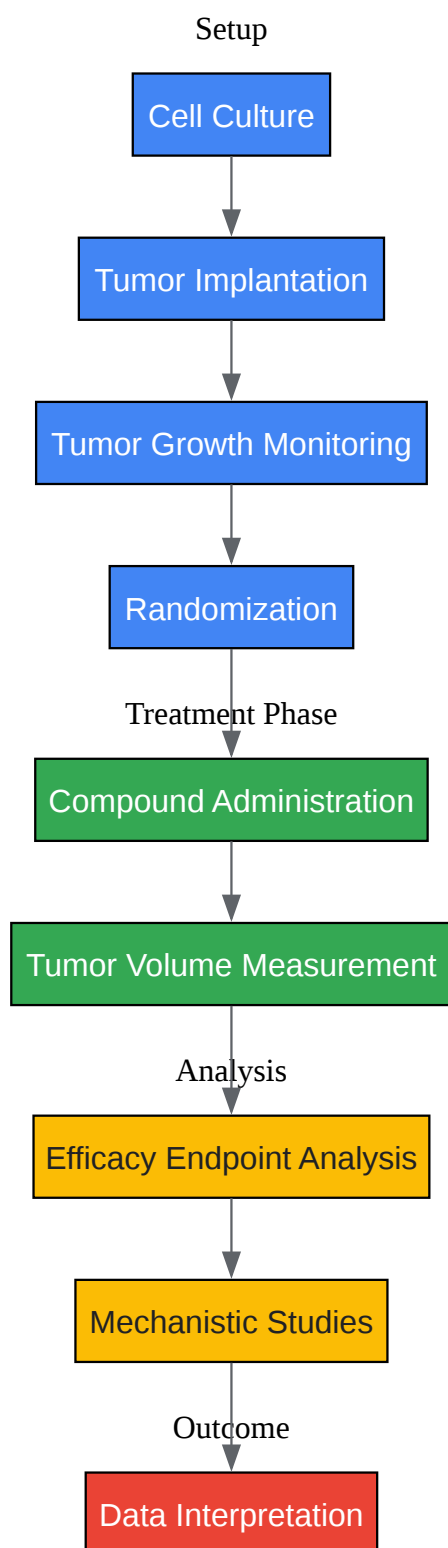 Setup
Cell Culture
Tumor Implantation
Tumor Growth Monitoring
Randomization
Treatment Phase
Compound Administration
Tumor Volume Measurement
Analysis
Efficacy Endpoint Analysis
Mechanistic Studies
Outcome
Data Interpretation